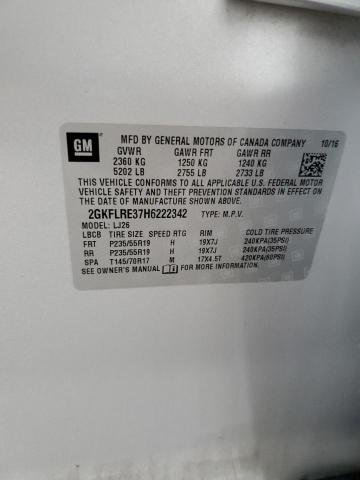 GM
MFD BY GENERAL MOTORS OF CANADA COMPANY 10/16
GVWR GAWR FRT GAWR RR
2360 KG 1250 KG 1240 KG
5202 LB 2755 LB 2733 LB
THIS VEHICLE CONFORMS TO ALL APPLICABLE U.S. FEDERAL MOTOR
VEHICLE SAFETY AND THEFT PREVENTION STANDARDS IN EFFECT ON
THE DATE OF MANUFACTURE SHOWN ABOVE.
2GKFLRE37H6222342 TYPE: M.P.V.
MODEL: LJ26
LBCB TIRE SIZE SPEED RTG RIM COLD TIRE PRESSURE
FRT P235/55R19 H 19X7J 240KPA(35PSI)
RR P235/55R19 H 19X7J 240KPA(35PSI)
SPA T145/70R17 M 17X4.5T 420KPA(60PSI)
SEE OWNER'S MANUAL FOR MORE INFORMATION.